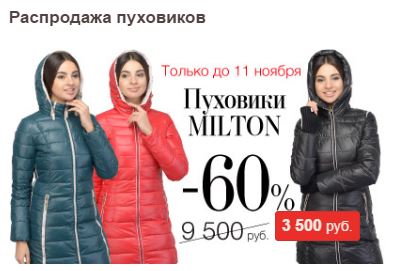 Распродажа пуховиков
Только до 11 ноября
Пуховики
MILTON
-60%
9 500 руб.
3 500 руб.